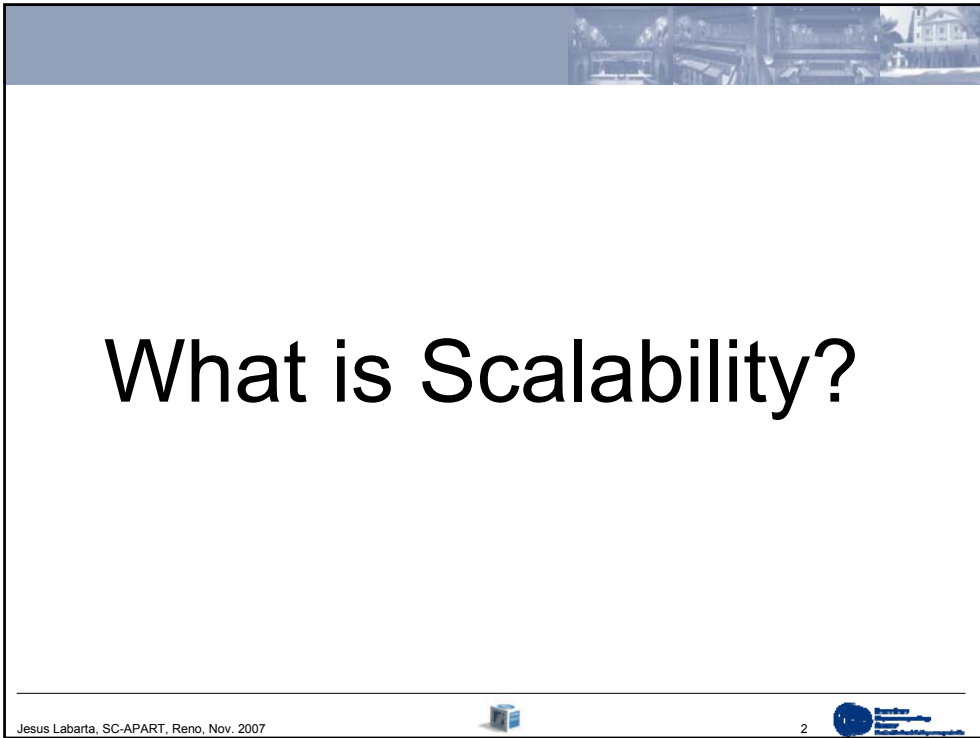 What is Scalability?
Jesus Labarta, SC-APART, Reno, Nov. 2007
2